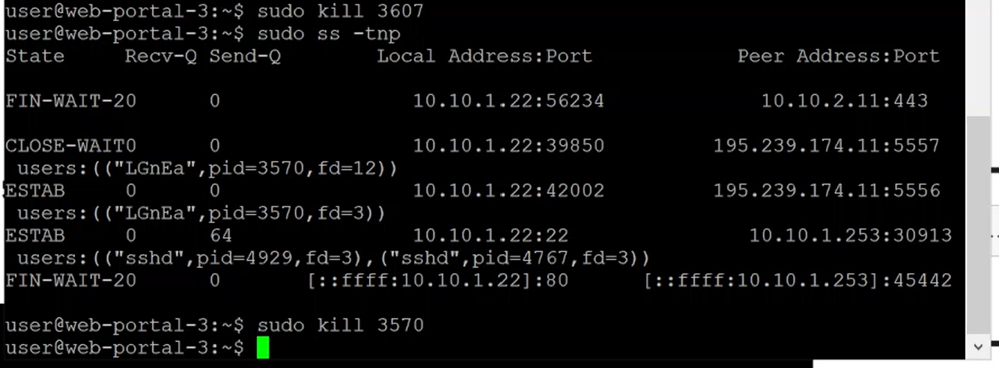 user@web-portal-3:~$ sudo kill 3607
user@web-portal-3:~$ sudo ss -tnp
State     Recv-Q Send-Q        Local Address:Port            Peer Address:Port
FIN-WAIT-20      0                10.10.1.22:56234             10.10.2.11:443
CLOSE-WAIT0      0                10.10.1.22:39850         195.239.174.11:5557
 users:(("LGnEa",pid=3570,fd=12))
ESTAB     0      0                10.10.1.22:42002         195.239.174.11:5556
 users:(("LGnEa",pid=3570,fd=3))
ESTAB     0      64               10.10.1.22:22               10.10.1.253:30913
 users:(("sshd",pid=4929,fd=3),("sshd",pid=4767,fd=3))
FIN-WAIT-20      0       [::ffff:10.10.1.22]:80      [::ffff:10.10.1.253]:45442
user@web-portal-3:~$ sudo kill 3570
user@web-portal-3:~$